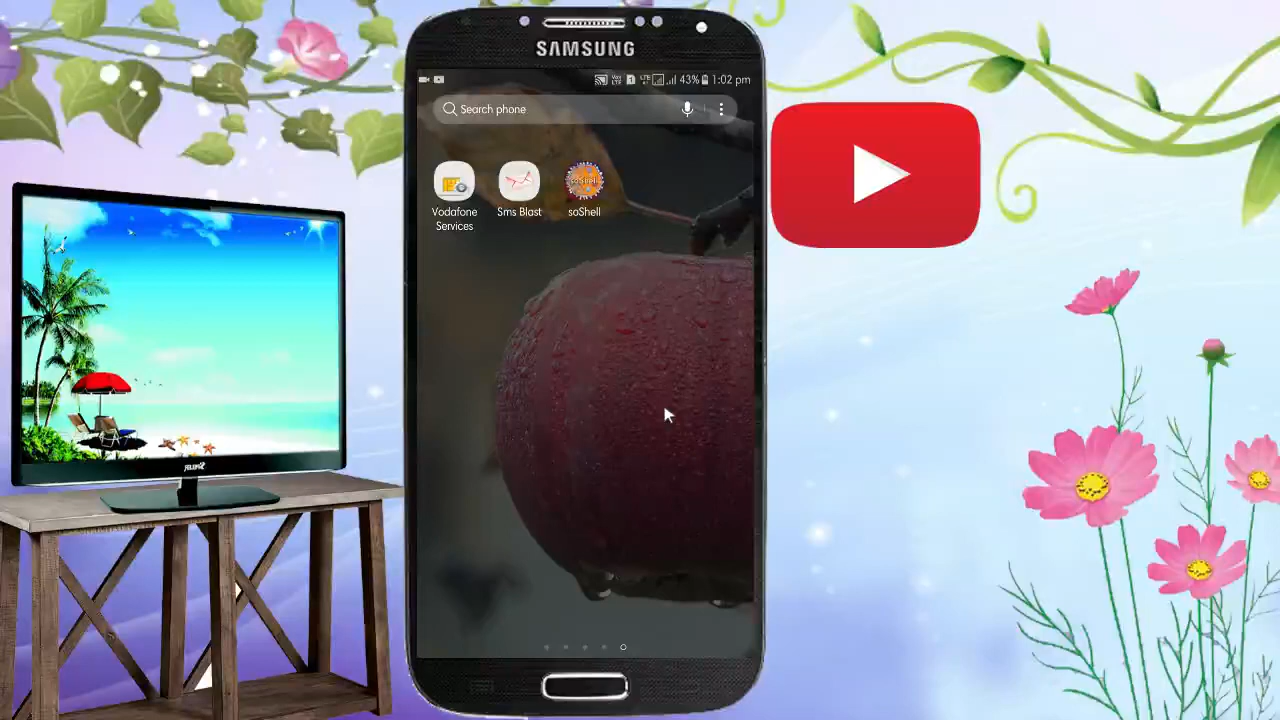 SAMSUNG
43% 1:02 pm
Search phone
Vodafone
Services
Sms Blast
soShell